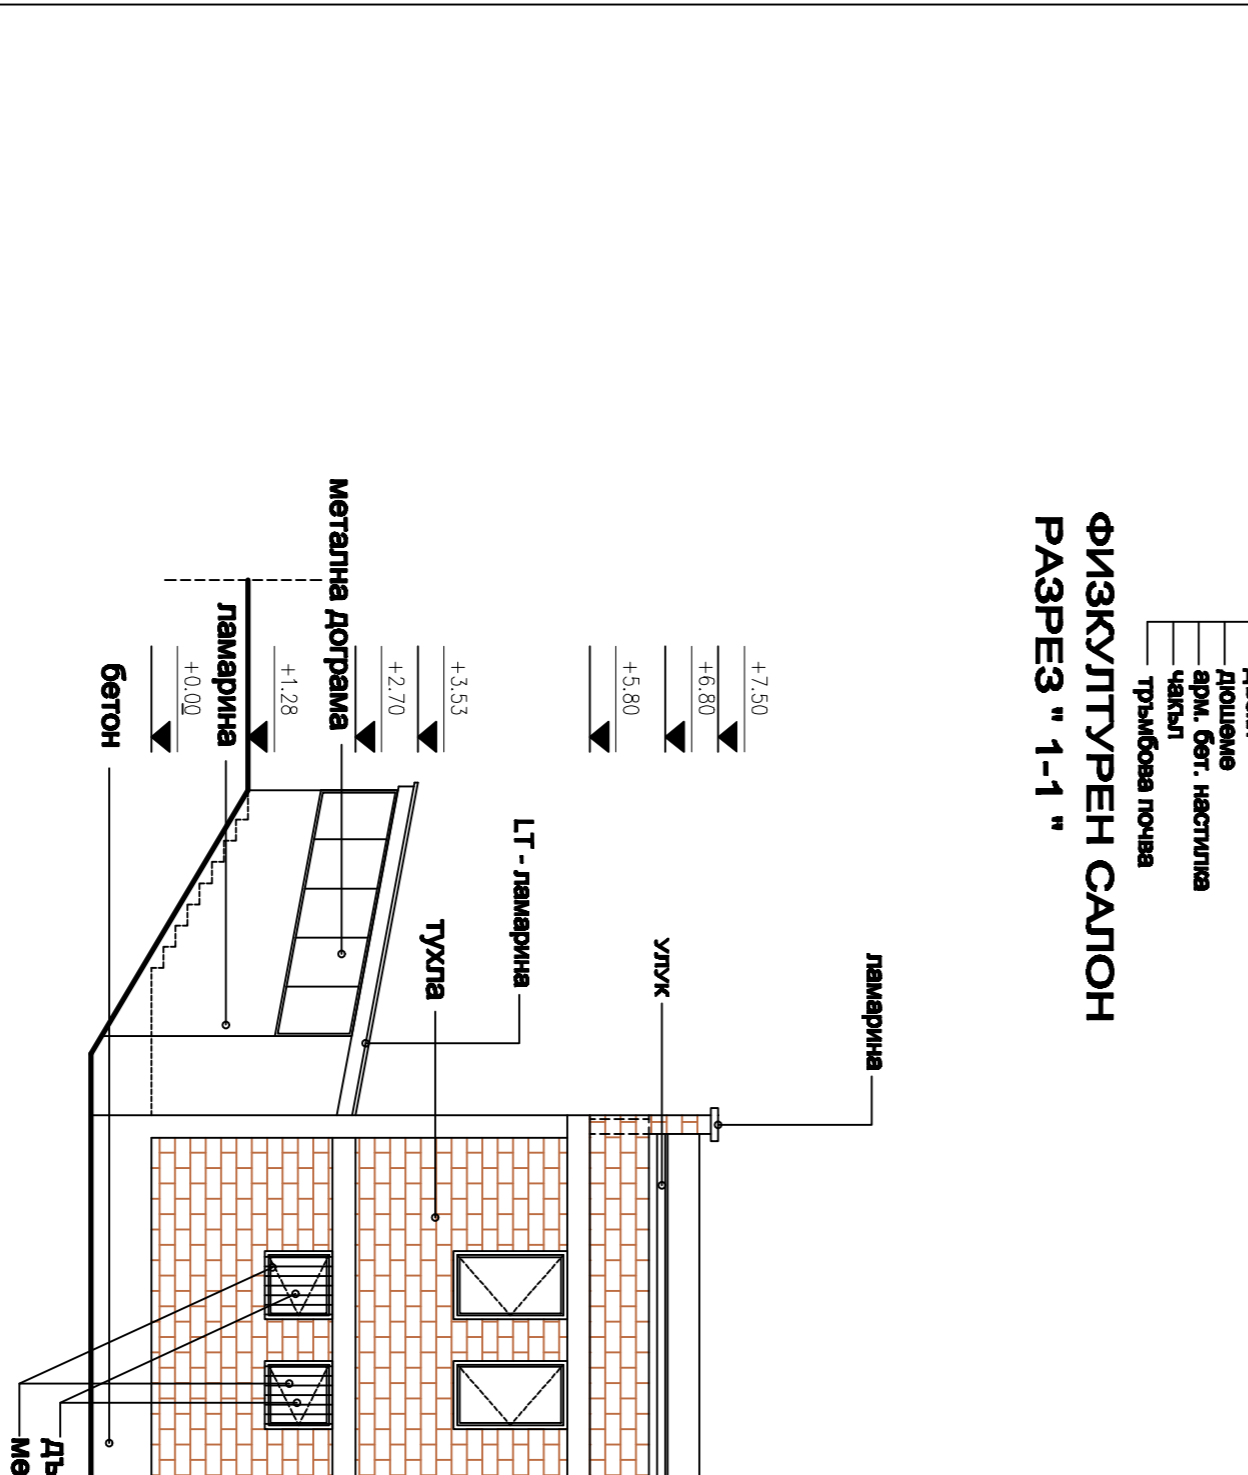 дюшеме
арм. бет. настилка
чакъл
тръмбова почва
ФИЗКУЛТУРЕН САЛОН
РАЗРЕЗ " 1-1 "
ламарина
+7.50
+6.80
+5.80
+3.53
+2.70
+1.28
+0.00
улук
LT - ламарина
тухла
метална дограма
ламарина
бетон